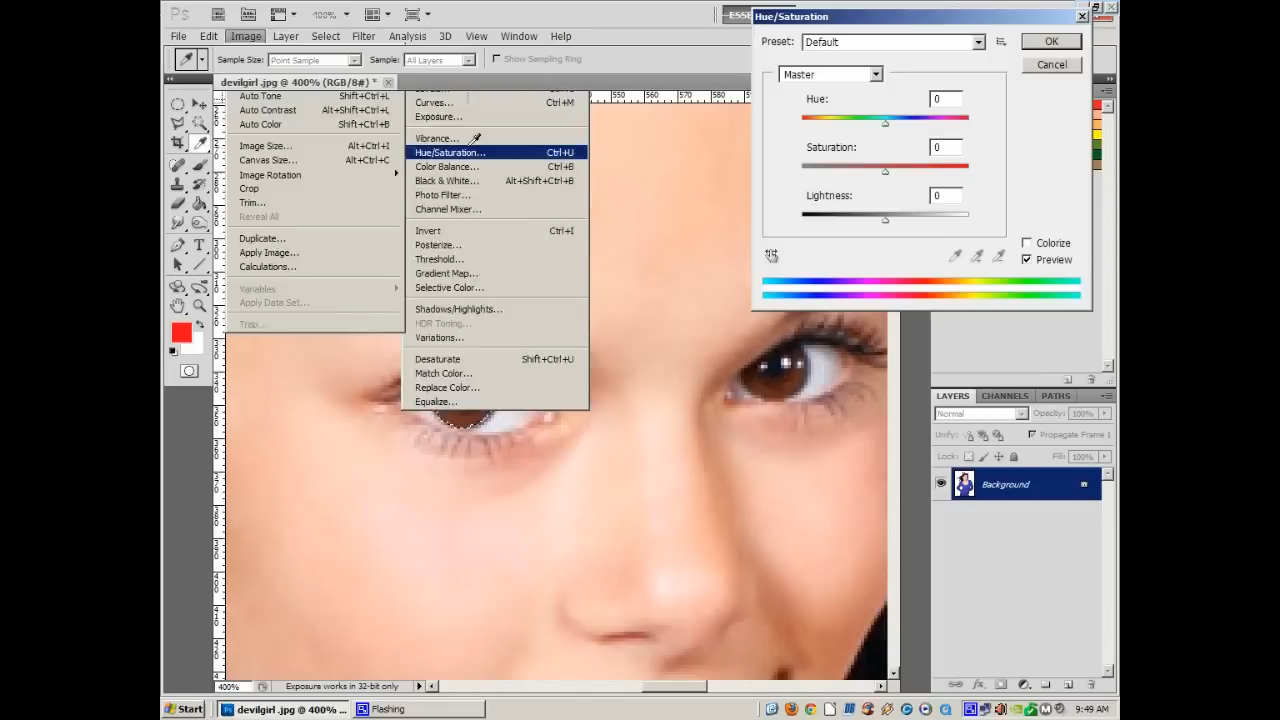 Ps
400%
ESSE
Hue/Saturation
File Edit Image Layer Select Filter Analysis 3D View Window Help
Preset: Default
OK
Cancel
Sample Size: Point Sample
Sample: All Layers
Show Sampling Ring
devilgirl .jpg @ 400% (RGB/8#) *
Master
Hue: 0
Saturation: 0
Lightness: 0
Colorize
Preview
550 560 570 580 590
Auto Tone Shift+Ctrl+L
Auto Contrast Alt+Shift+Ctrl+L
Auto Color Shift+Ctrl+B
Image Size... Alt+Ctrl+I
Canvas Size... Alt+Ctrl+C
Image Rotation
Crop
Trim...
Reveal All
Duplicate...
Apply Image...
Calculations...
Variables
Apply Data Set...
Trap...
Curves... Ctrl+M
Exposure...
Vibrance...
Hue/Saturation... Ctrl+U
Color Balance... Ctrl+B
Black & White... Alt+Shift+Ctrl+B
Photo Filter...
Channel Mixer...
Invert Ctrl+I
Posterize...
Threshold...
Gradient Map...
Selective Color...
Shadows/Highlights...
HDR Toning...
Variations...
Desaturate Shift+Ctrl+U
Match Color...
Replace Color...
Equalize...
LAYERS CHANNELS PATHS
Normal
Opacity: 100%
Unify:
Propagate Frame 1
Lock:
Fill: 100%
Background
400%
Exposure works in 32-bit only
Start
devilgirl .jpg @ 400% ...
Flashing
9:49 AM